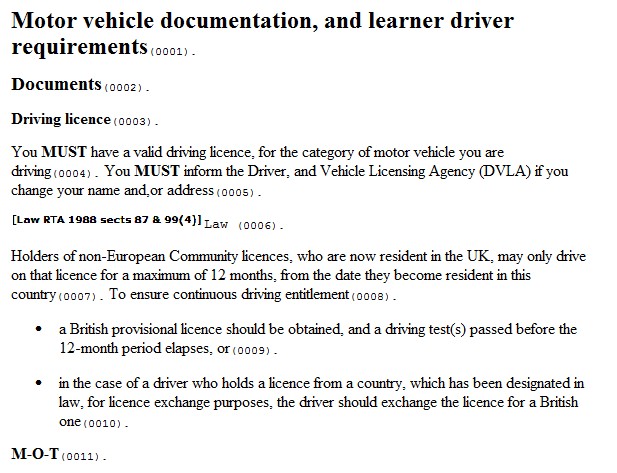 Motor vehicle documentation, and learner driver
requirements (0001) .
Documents (0002) .
Driving licence (0003) .
You MUST have a valid driving licence, for the category of motor vehicle you are
driving (0004) . You MUST inform the Driver, and Vehicle Licensing Agency (DVLA) if you
change your name and,or address (0005) .
[Law RTA 1988 sects 87 & 99(4)] Law (0006) .
Holders of non-European Community licences, who are now resident in the UK, may only drive
on that licence for a maximum of 12 months, from the date they become resident in this
country (0007) . To ensure continuous driving entitlement (0008) .
• a British provisional licence should be obtained, and a driving test(s) passed before the
12-month period elapses, or (0009) .
• in the case of a driver who holds a licence from a country, which has been designated in
law, for licence exchange purposes, the driver should exchange the licence for a British
one (0010) .
M-O-T (0011) .